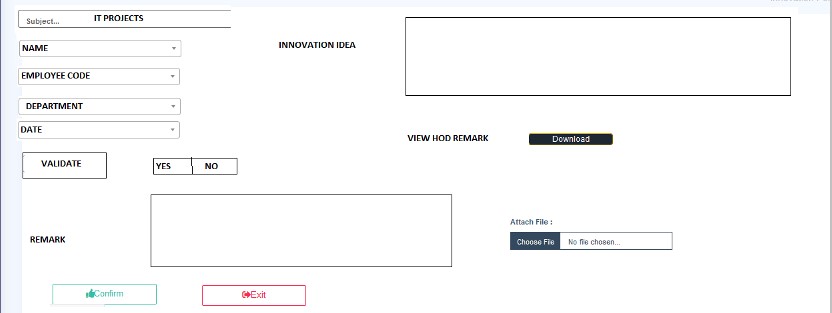 Subject... IT PROJECTS
NAME
INNOVATION IDEA
EMPLOYEE CODE
DEPARTMENT
DATE
VIEW HOD REMARK Download
VALIDATE YES NO
Attach File :
REMARK
Choose File No file chosen...
Confirm Exit